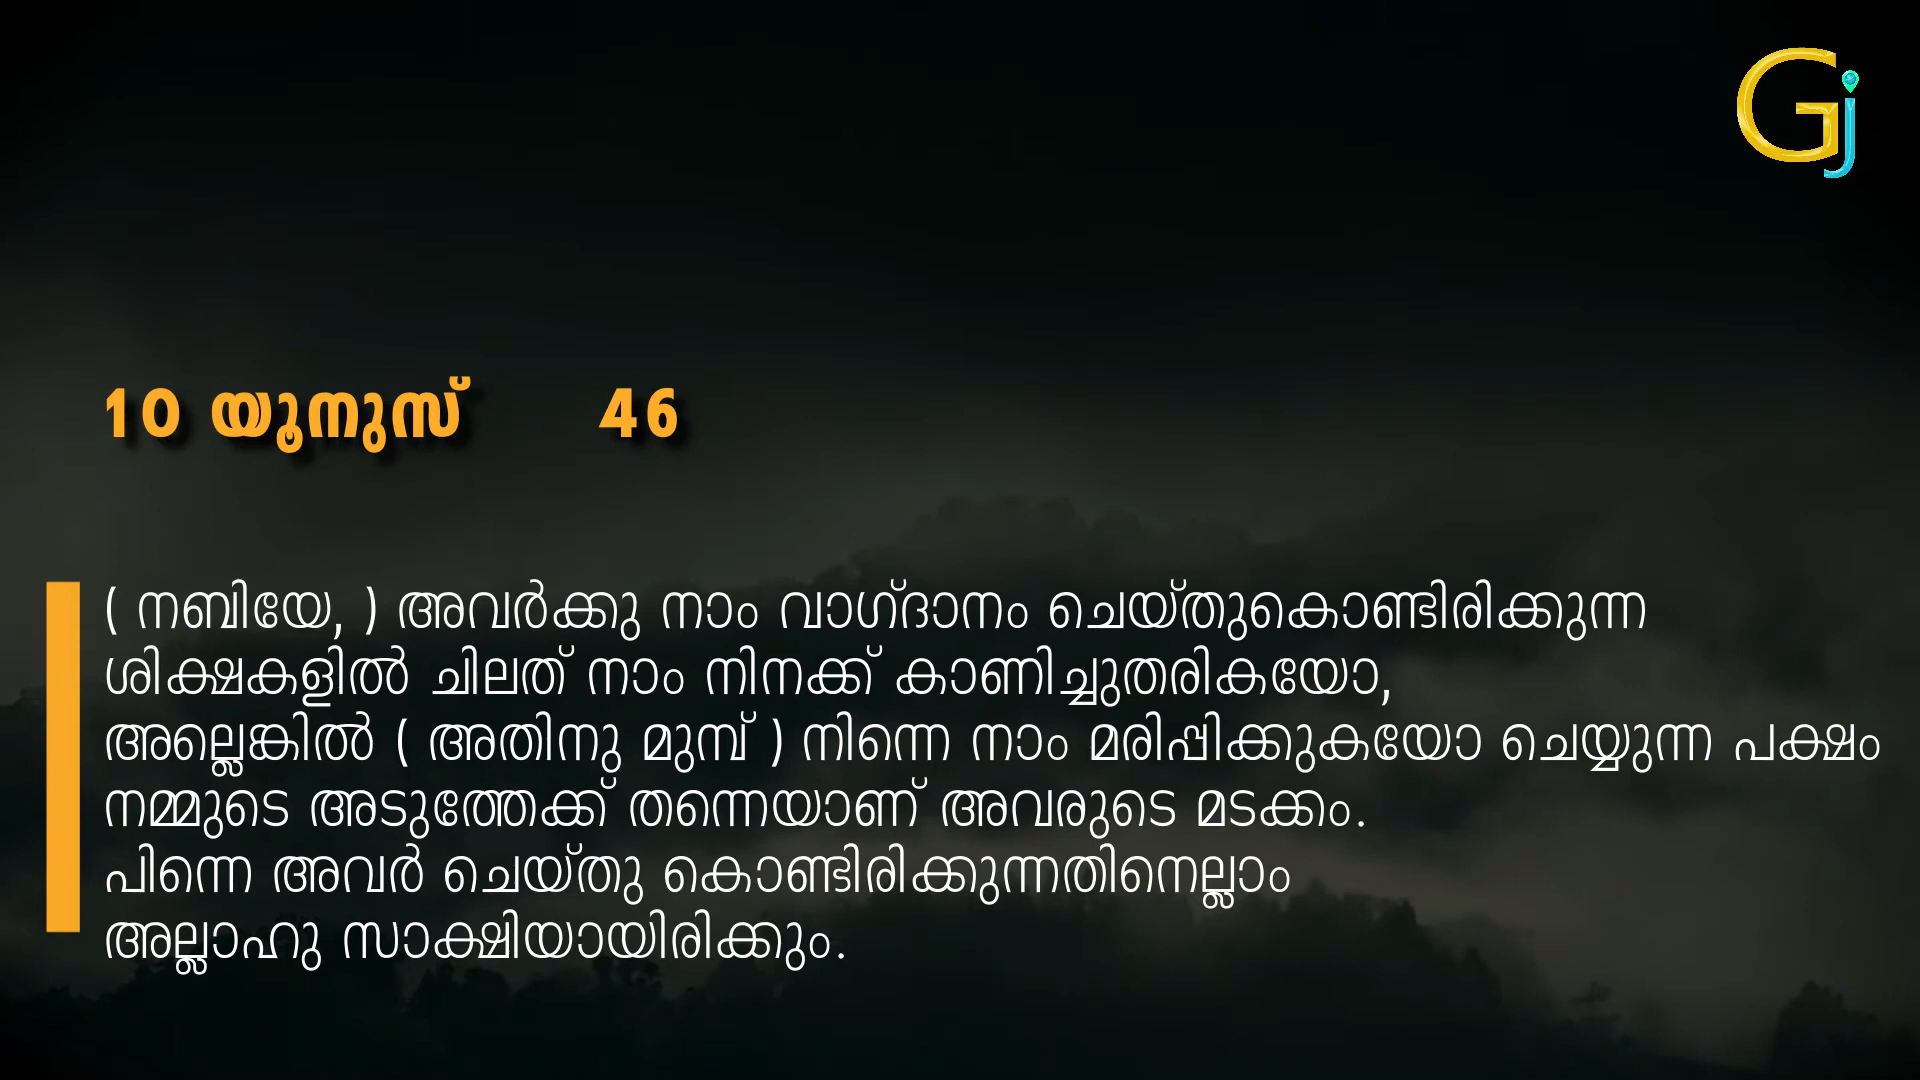 Gj
10 യൂനുസ് 46
( നബിയേ, ) അവർക്കു നാം വാഗ്ദാനം ചെയ്തുകൊണ്ടിരിക്കുന്ന
ശിക്ഷകളിൽ ചിലത് നാം നിനക്ക് കാണിച്ചുതരികയോ,
അല്ലെങ്കിൽ ( അതിനു മുമ്പ് ) നിന്നെ നാം മരിപ്പിക്കുകയോ ചെയ്യുന്ന പക്ഷം
നമ്മുടെ അടുത്തേക്ക് തന്നെയാണ് അവരുടെ മടക്കം.
പിന്നെ അവർ ചെയ്തു കൊണ്ടിരിക്കുന്നതിനെല്ലാം
അല്ലാഹു സാക്ഷിയായിരിക്കും.